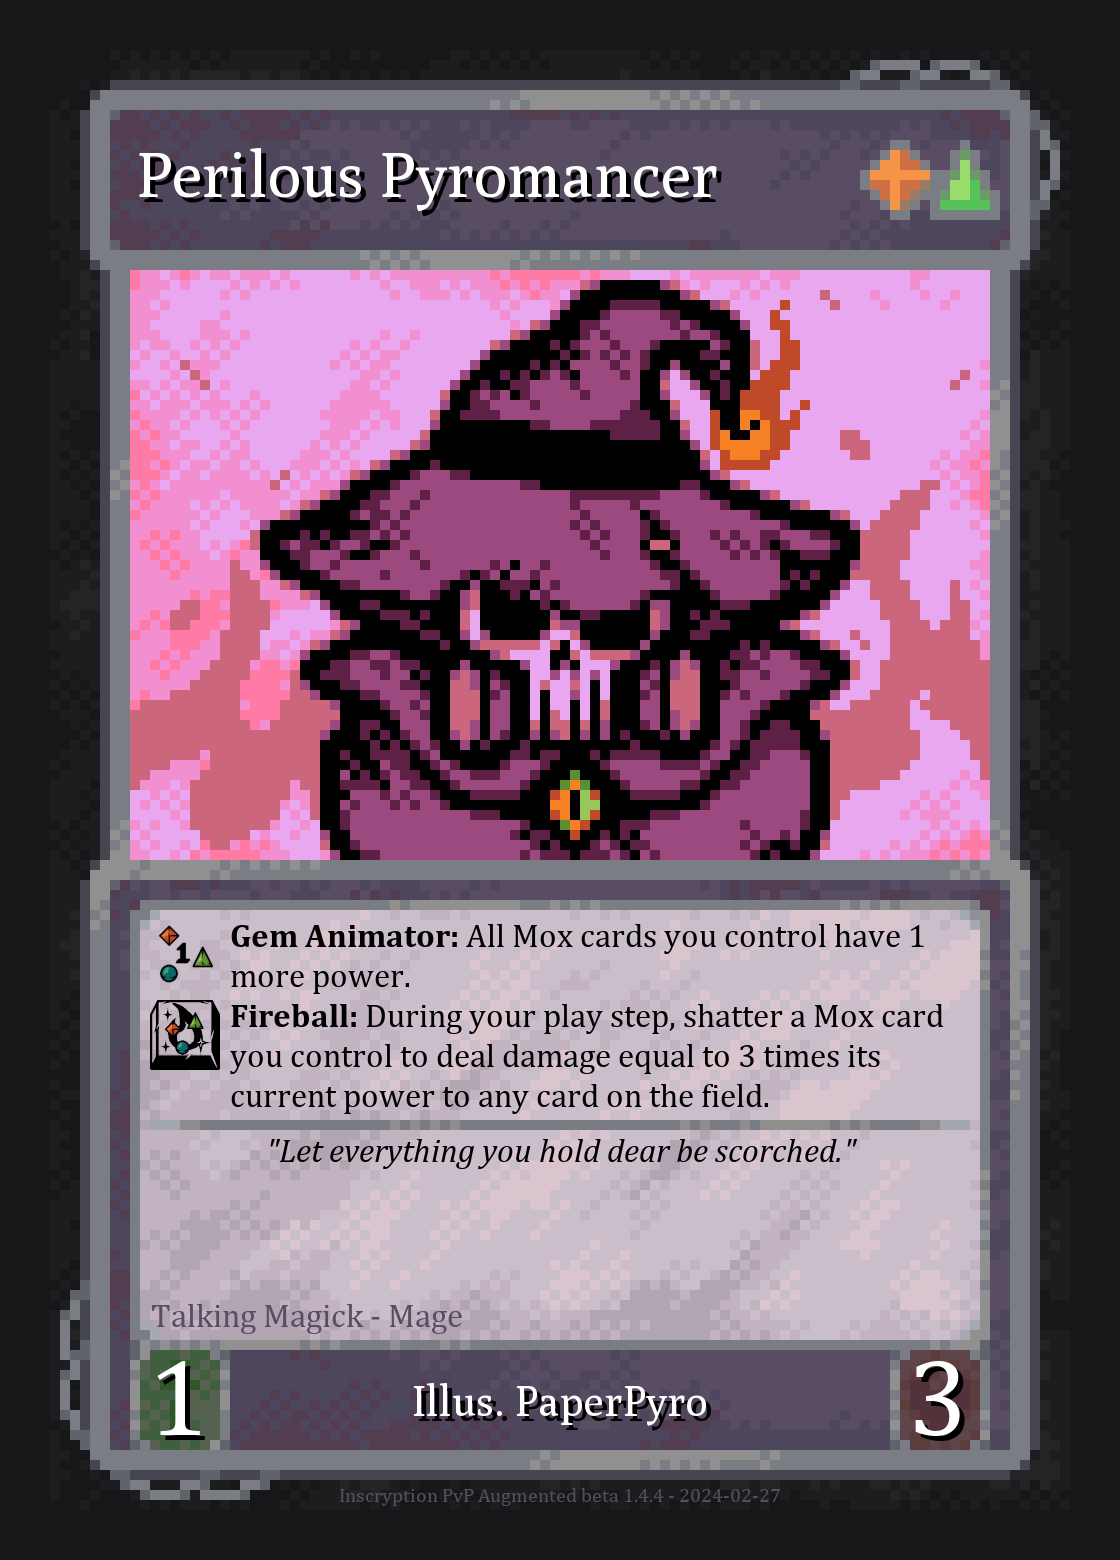 Perilous Pyromancer
Gem Animator: All Mox cards you control have 1
more power.
1
Fireball: During your play step, shatter a Mox card
you control to deal damage equal to 3 times its
current power to any card on the field.
"Let everything you hold dear be scorched."
Talking Magick - Mage
1
Illus. PaperPyro
3
Inscryption PvP Augmented beta 1.4.4 - 2024-02-27